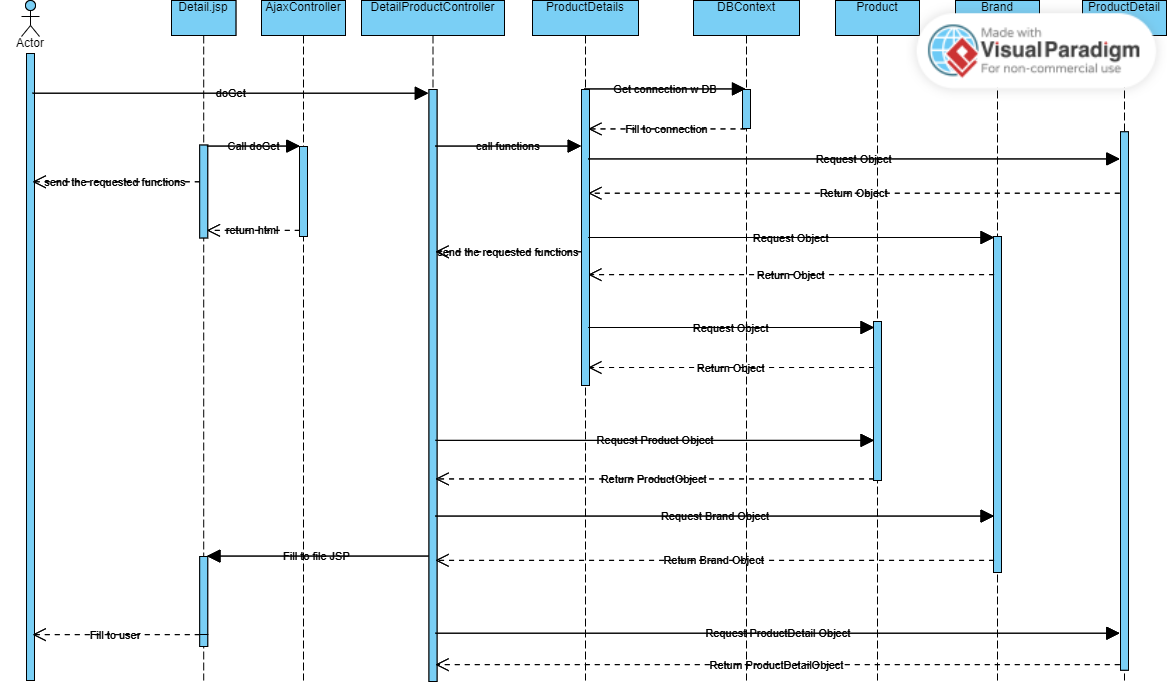 Detail.jsp
AjaxController
DetailProductController
ProductDetails
DBContext
Product
Brand
ProductDetail
Actor
Made with
VisualParadigm
For non-commercial use
doGet
Get connection w DB
Fill to connection
Call doGet
call functions
Request Object
send the requested functions
Return Object
return html
Request Object
send the requested functions
Return Object
Request Object
Return Object
Request Product Object
Return ProductObject
Request Brand Object
Fill to file JSP
Return Brand Object
Fill to user
Request ProductDetail Object
Return ProductDetailObject